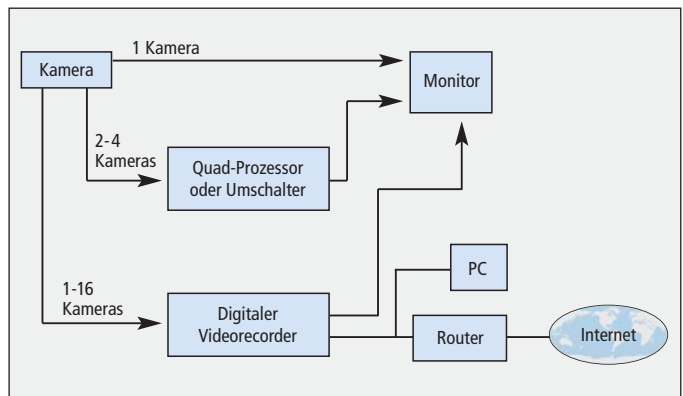 1 Kamera
Kamera
Monitor
2-4
Kameras
Quad-Prozessor
oder Umschalter
1-16
Kameras
PC
Digitaler
Videorecorder
Router
Internet